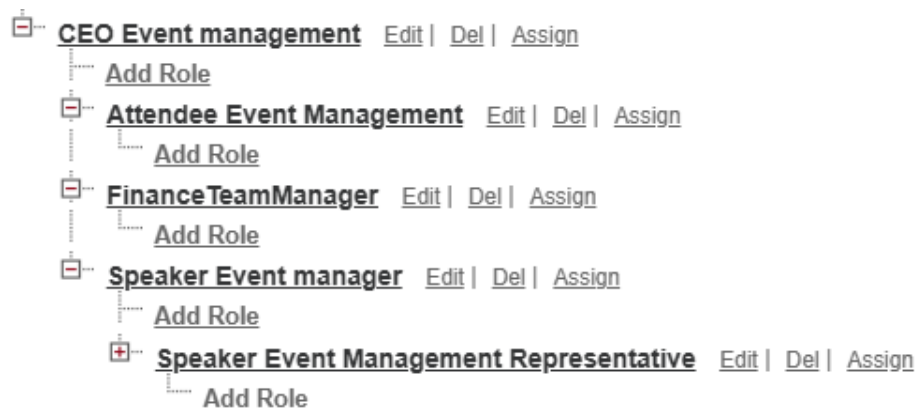 CEO Event management Edit | Del | Assign
Add Role
Attendee Event Management Edit | Del | Assign
Add Role
FinanceTeamManager Edit | Del | Assign
Add Role
Speaker Event manager Edit | Del | Assign
Add Role
Speaker Event Management Representative Edit | Del | Assign
Add Role